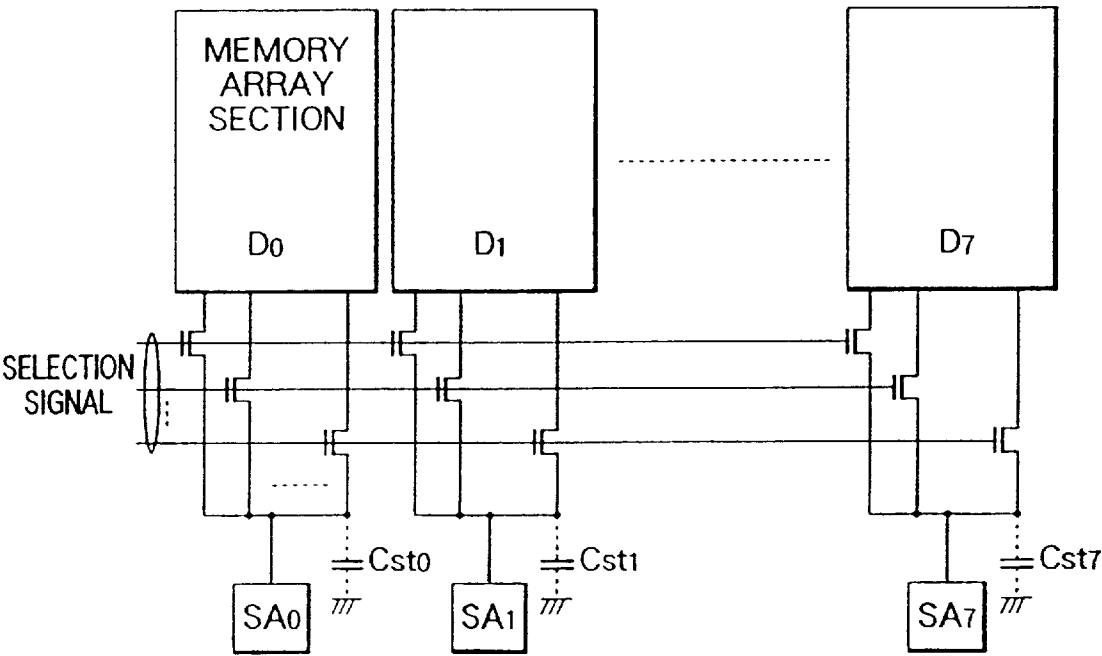 MEMORY
ARRAY
SECTION
D0
D1
D7
SELECTION
SIGNAL
Cst0
Cst1
Cst7
SA0
SA1
SA7